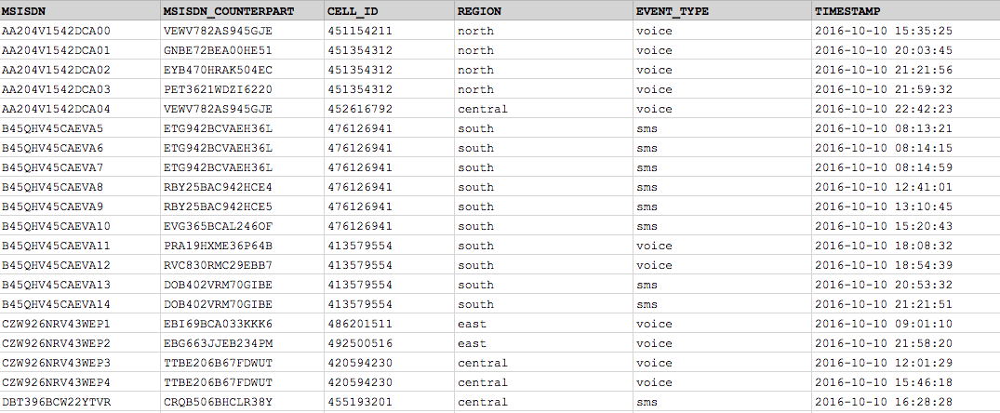 MSISDN MSISDN_COUNTERPART CELL_ID REGION EVENT_TYPE TIMESTAMP
AA204V1542DCA00 VEWV782AS945GJE 451154211 north voice 2016-10-10 15:35:25
AA204V1542DCA01 GNBE72BEA00HE51 451354312 north voice 2016-10-10 20:03:45
AA204V1542DCA02 EYB470HRAK504EC 451354312 north voice 2016-10-10 21:21:56
AA204V1542DCA03 PET3621WDZI6220 451354312 north voice 2016-10-10 21:59:32
AA204V1542DCA04 VEWV782AS945GJE 452616792 central voice 2016-10-10 22:42:23
B45QHV45CAEVA5 ETG942BCVAEH36L 476126941 south sms 2016-10-10 08:13:21
B45QHV45CAEVA6 ETG942BCVAEH36L 476126941 south sms 2016-10-10 08:14:15
B45QHV45CAEVA7 ETG942BCVAEH36L 476126941 south sms 2016-10-10 08:14:59
B45QHV45CAEVA8 RBY25BAC942HCE4 476126941 south sms 2016-10-10 12:41:01
B45QHV45CAEVA9 RBY25BAC942HCE5 476126941 south sms 2016-10-10 13:10:45
B45QHV45CAEVA10 EVG365BCAL246OF 476126941 south sms 2016-10-10 15:20:43
B45QHV45CAEVA11 PRA19HXME36P64B 413579554 south voice 2016-10-10 18:08:32
B45QHV45CAEVA12 RVC830RMC29EBB7 413579554 south voice 2016-10-10 18:54:39
B45QHV45CAEVA13 DOB402VRM70GIBE 413579554 south sms 2016-10-10 20:53:32
B45QHV45CAEVA14 DOB402VRM70GIBE 413579554 south sms 2016-10-10 21:21:51
CZW926NRV43WEP1 EBI69BCA033KKK6 486201511 east voice 2016-10-10 09:01:10
CZW926NRV43WEP2 EBG663JJEB234PM 492500516 east voice 2016-10-10 21:58:20
CZW926NRV43WEP3 TTBE206B67FDWUT 420594230 central voice 2016-10-10 12:01:29
CZW926NRV43WEP4 TTBE206B67FDWUT 420594230 central voice 2016-10-10 15:46:18
DBT396BCW22YTVR CRQB506BHCLR38Y 455193201 central sms 2016-10-10 16:28:28